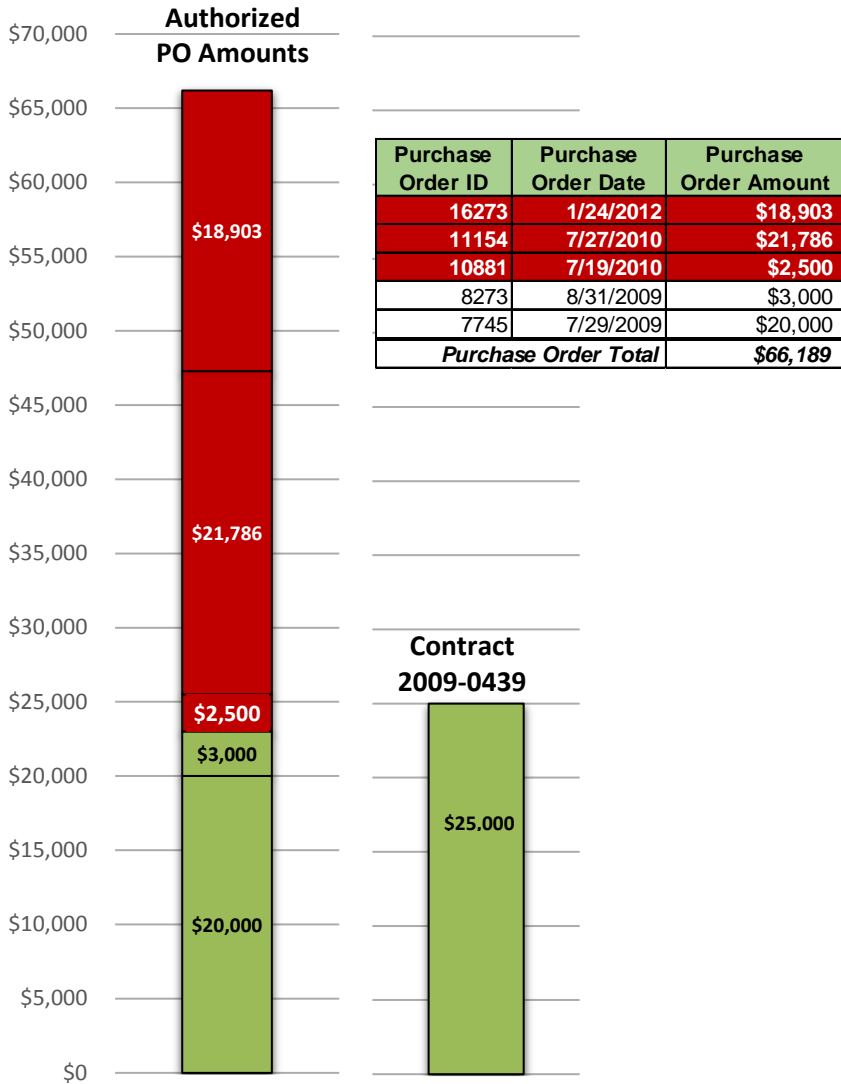 Authorized
PO Amounts
$70,000
$65,000
$60,000
$55,000
$50,000
$45,000
$40,000
$35,000
$30,000
$25,000
$20,000
$15,000
$10,000
$5,000
$0
$18,903
$21,786
$2,500
$3,000
$20,000
Purchase Order ID Purchase Order Date Purchase Order Amount
16273 1/24/2012 $18,903
11154 7/27/2010 $21,786
10881 7/19/2010 $2,500
8273 8/31/2009 $3,000
7745 7/29/2009 $20,000
Purchase Order Total $66,189
Contract
2009-0439
$25,000